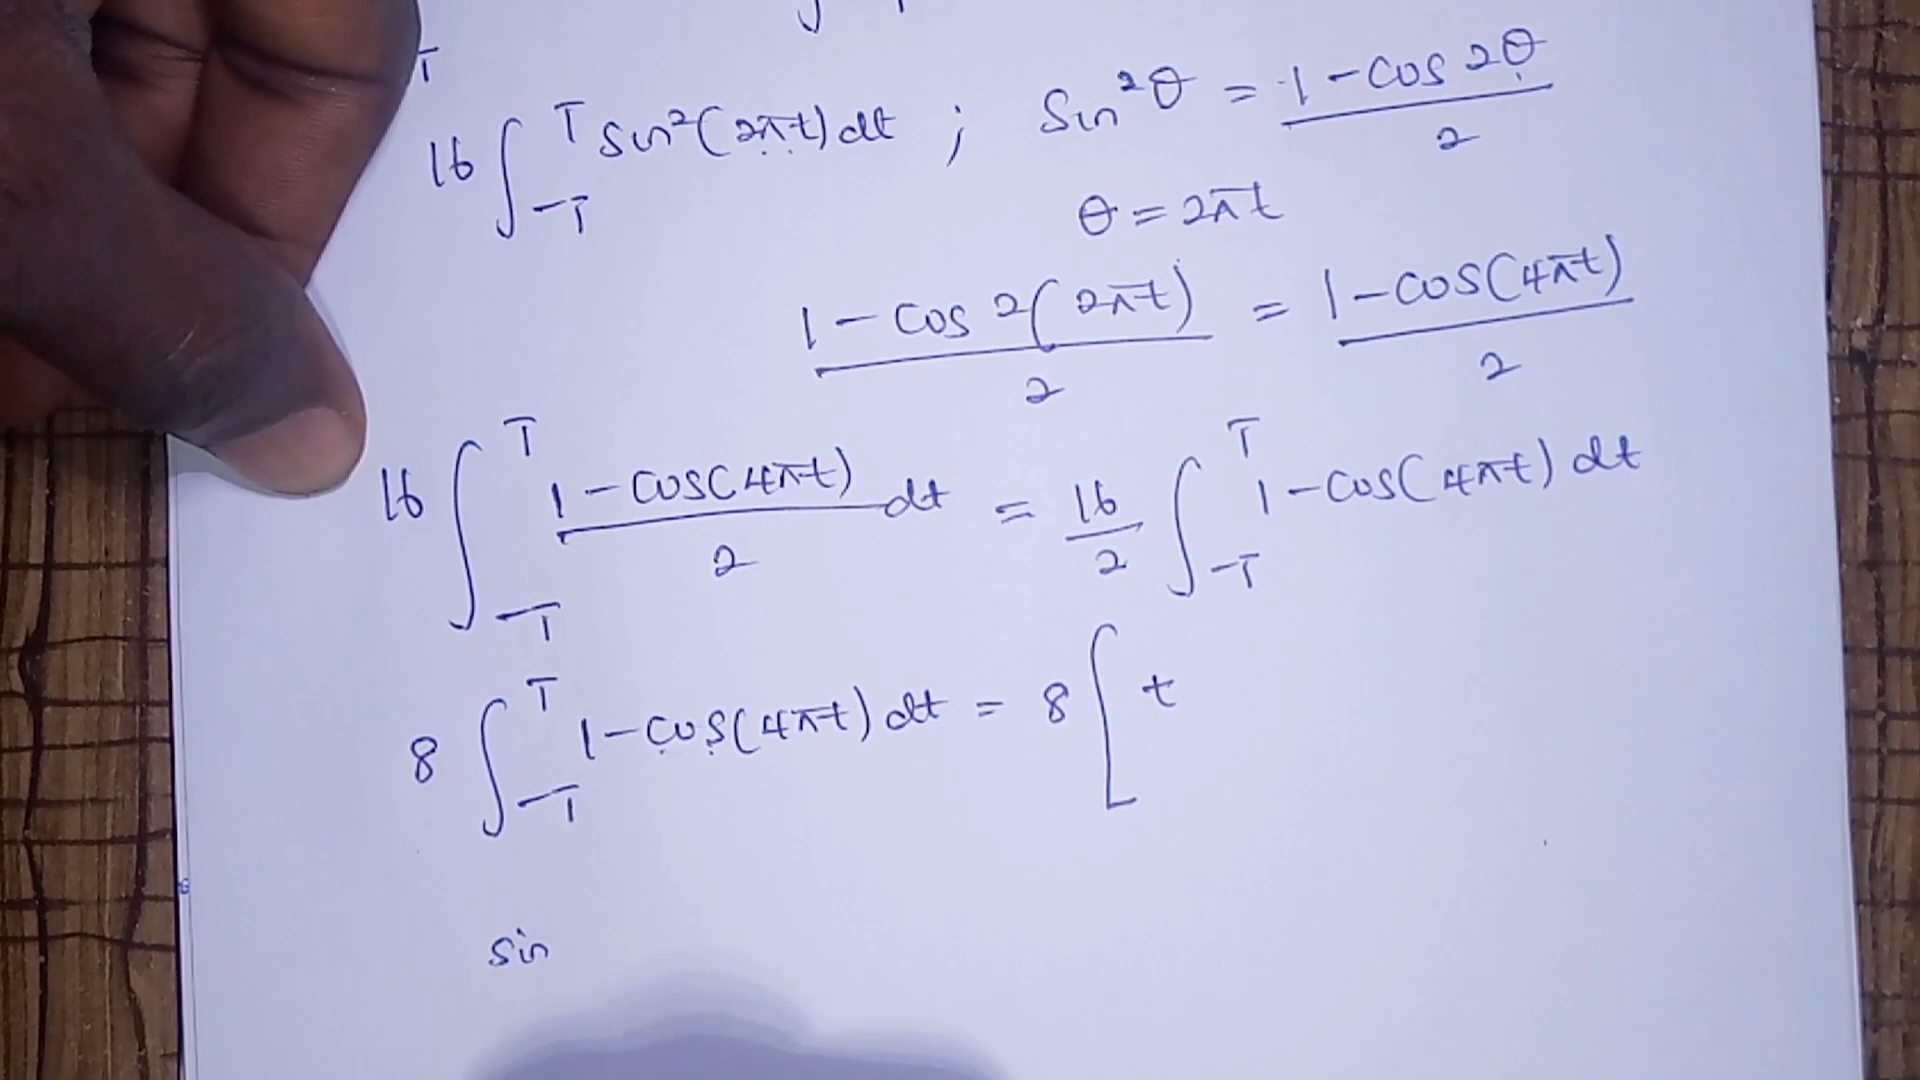 T
16 ∫_{-T}^{T} Sin²(2πt) dt ; Sin²θ = (1 - Cos 2θ)/2
θ = 2πt
(1 - Cos 2(2πt))/2 = (1 - Cos(4πt))/2
16 ∫_{-T}^{T} (1 - Cos(4πt))/2 dt = 16/2 ∫_{-T}^{T} 1 - Cos(4πt) dt
8 ∫_{-T}^{T} 1 - Cos(4πt) dt = 8 [ t
sin